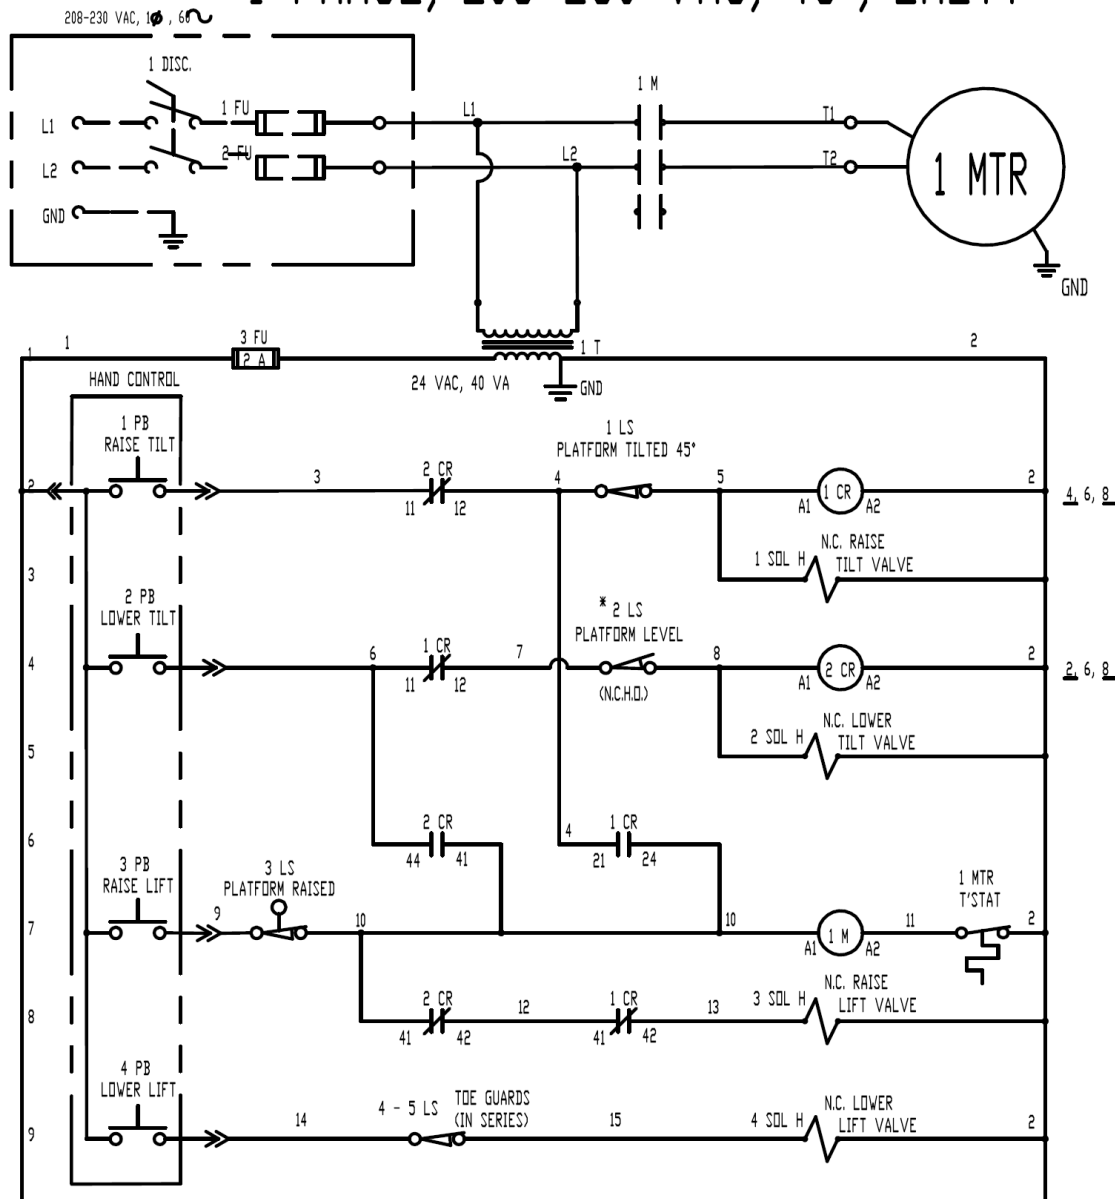 208-230 VAC, 1Ø, 60
1 DISC.
1 FU
L1
2 FU
L2
GND
L1
L2
1 M
T1
T2
1 MTR
GND
1
1
3 FU
2 A
1 T
2
24 VAC, 40 VA
GND
HAND CONTROL
1 PB
RAISE TILT
1 LS
PLATFORM TILTED 45°
2
3
2 CR
11
12
4
5
1 CR
A1
A2
2
4, 6, 8
3
1 SOL H
N.C. RAISE
TILT VALVE
2 PB
LOWER TILT
* 2 LS
PLATFORM LEVEL
(N.C.H.O.)
4
6
1 CR
11
12
7
8
2 CR
A1
A2
2
2, 6, 8
5
2 SOL H
N.C. LOWER
TILT VALVE
6
2 CR
44
41
4
1 CR
21
24
3 PB
RAISE LIFT
3 LS
PLATFORM RAISED
1 MTR
T'STAT
7
9
10
10
1 M
A1
A2
11
2
8
2 CR
41
42
12
1 CR
41
42
13
3 SOL H
N.C. RAISE
LIFT VALVE
4 PB
LOWER LIFT
9
14
4 - 5 LS
TOE GUARDS
(IN SERIES)
15
4 SOL H
N.C. LOWER
LIFT VALVE
2